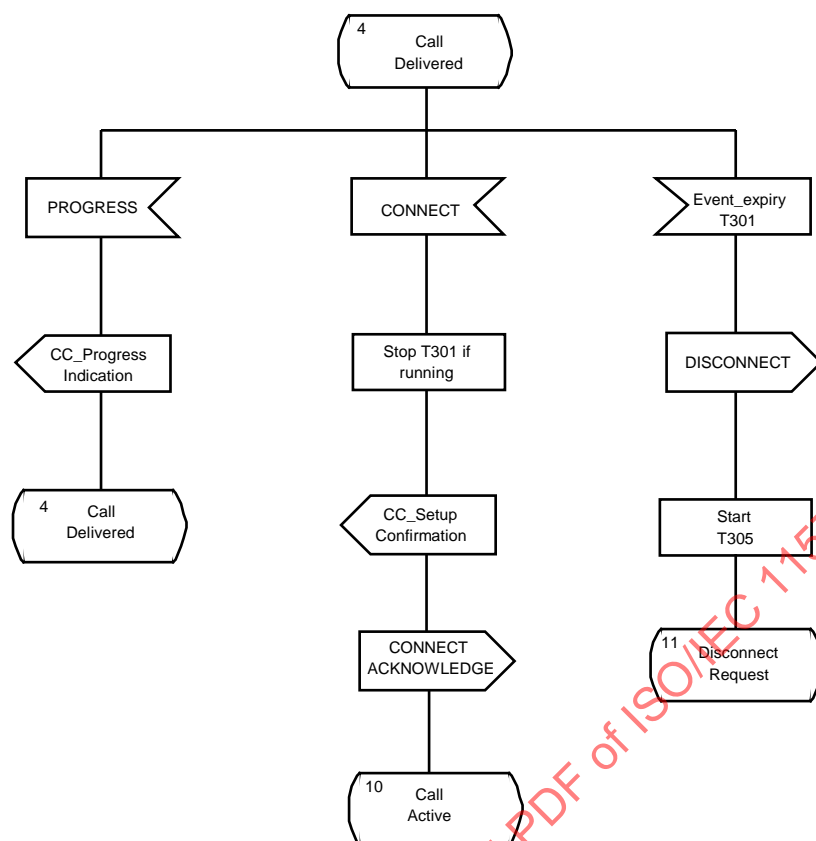 4
Call
Delivered
PROGRESS
CONNECT
Event_expiry
T301
CC_Progress
Indication
Stop T301 if
running
DISCONNECT
4
Call
Delivered
CC_Setup
Confirmation
Start
T305
CONNECT
ACKNOWLEDGE
11
Disconnect
Request
10
Call
Active
PDF of ISO/IEC 115